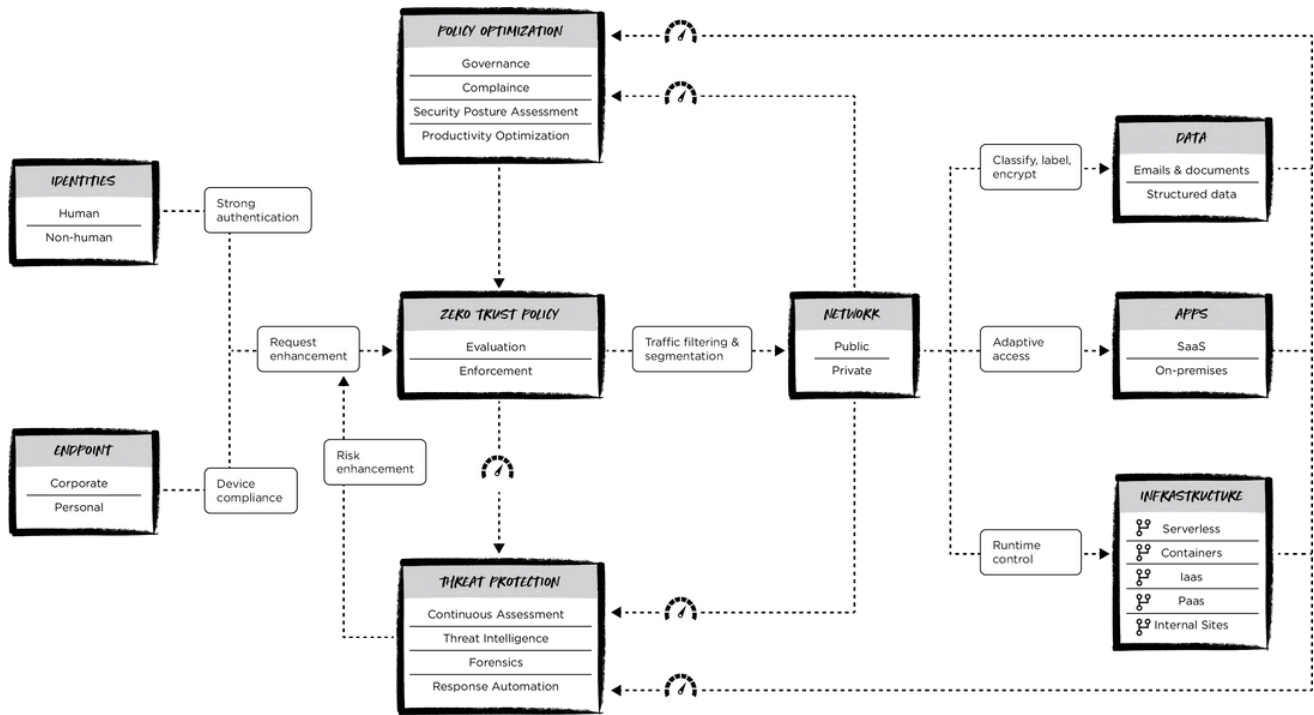 POLICY OPTIMIZATION
Governance
Complaince
Security Posture Assessment
Productivity Optimization
IDENTITIES
Human
Non-human
Strong
authentication
ENDPOINT
Corporate
Personal
Device
compliance
Request
enhancement
Risk
enhancement
ZERO TRUST POLICY
Evaluation
Enforcement
THREAT PROTECTION
Continuous Assessment
Threat Intelligence
Forensics
Response Automation
Traffic filtering &
segmentation
NETWORK
Public
Private
Classify, label,
encrypt
Adaptive
access
Runtime
control
DATA
Emails & documents
Structured data
APPS
SaaS
On-premises
INFRASTRUCTURE
Serverless
Containers
Iaas
Paas
Internal Sites